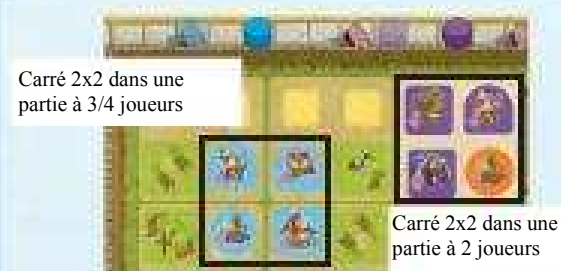 Carré 2x2 dans une
partie à 3/4 joueurs
Carré 2x2 dans une
partie à 2 joueurs